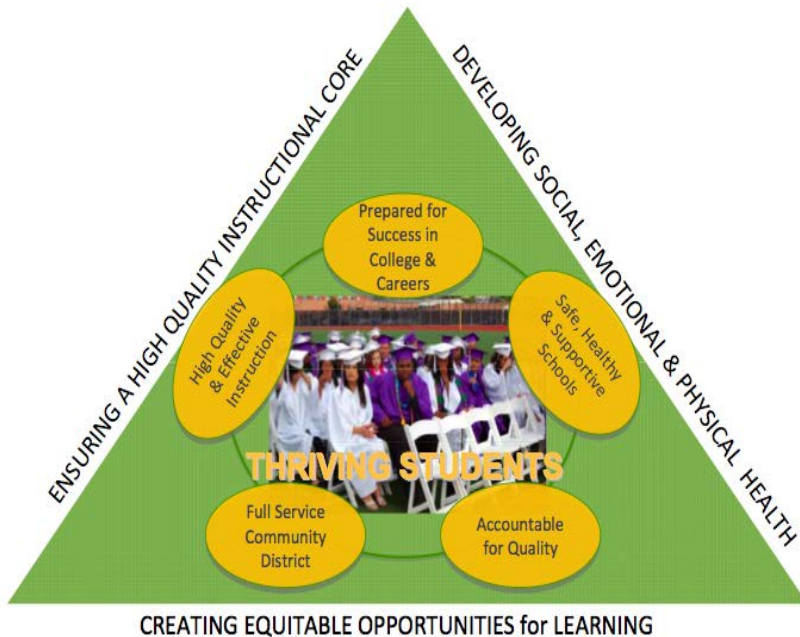 ENSURING A HIGH QUALITY INSTRUCTIONAL CORE
DEVELOPING SOCIAL, EMOTIONAL & PHYSICAL HEALTH
Prepared for
Success in
College &
Careers
High Quality
& Effective
Instruction
Safe, Healthy
& Supportive
Schools
THRIVING STUDENTS
Full Service
Community
District
Accountable
for Quality
CREATING EQUITABLE OPPORTUNITIES for LEARNING